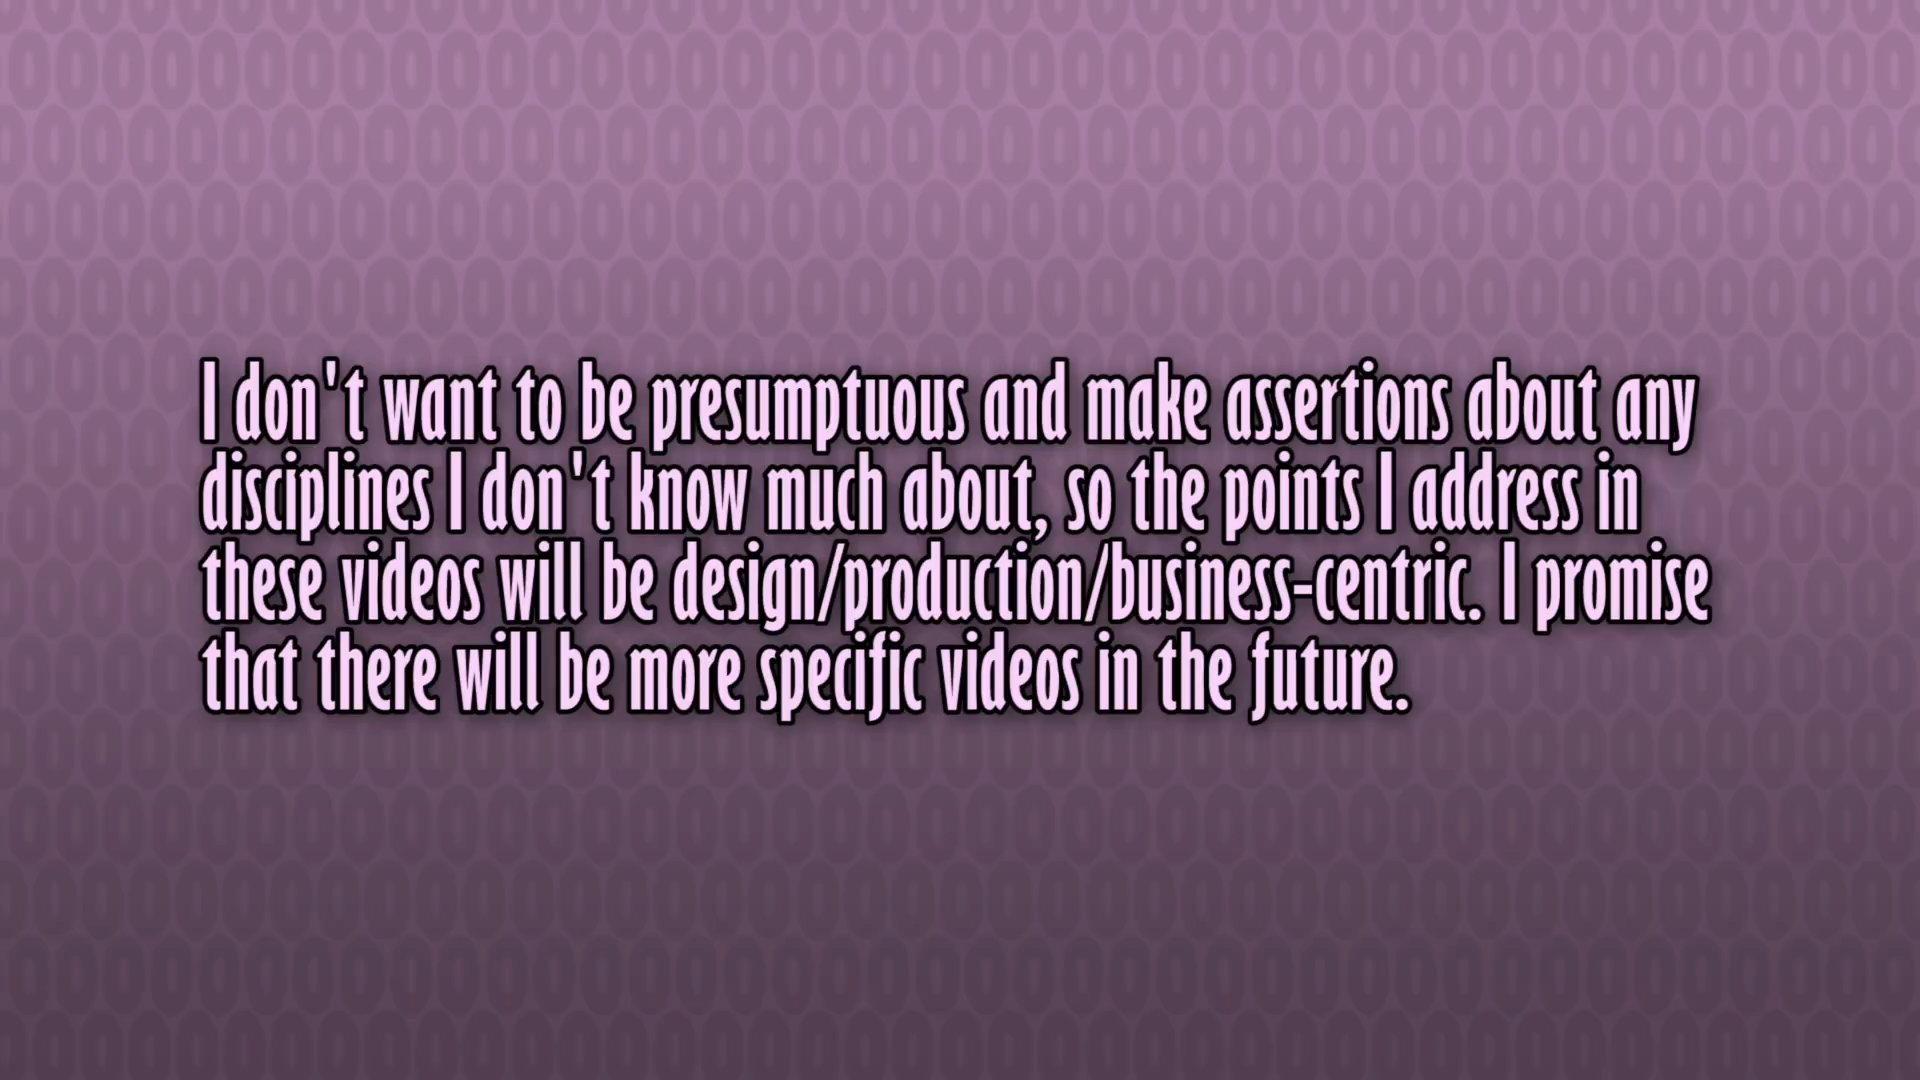 I don't want to be presumptuous and make assertions about any
disciplines I don't know much about, so the points I address in
these videos will be design/production/business-centric. I promise
that there will be more specific videos in the future.